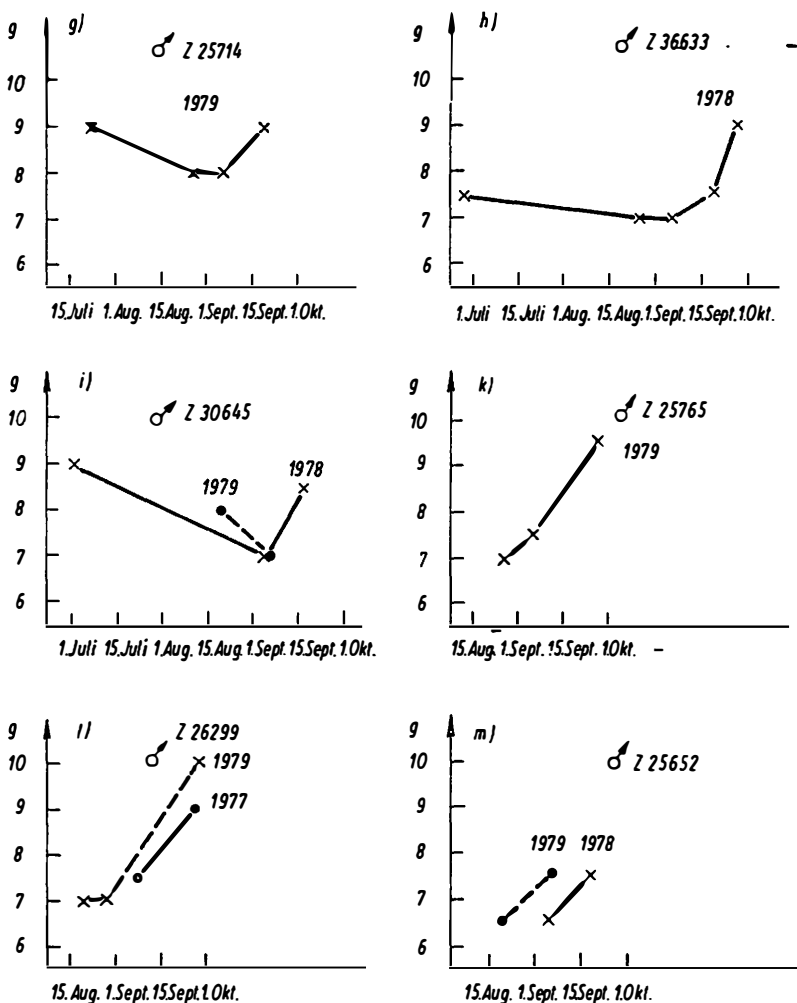 g
g)
♂ Z 25714
1979
10
9
8
7
6
15.Juli 1.Aug. 15.Aug. 1.Sept. 15.Sept. 1.Okt.
g
h)
♂ Z 36633
1978
10
9
8
7
6
1.Juli 15.Juli 1.Aug. 15.Aug. 1.Sept. 15.Sept. 1.Okt.
g
i)
♂ Z 30645
1979
1978
10
9
8
7
6
1.Juli 15.Juli 1.Aug. 15.Aug. 1.Sept. 15.Sept. 1.Okt.
g
k)
♂ Z 25765
1979
10
9
8
7
6
15.Aug. 1.Sept. 15.Sept. 1.Okt.
g
l)
♂ Z 26299
1979
1977
10
9
8
7
6
15.Aug. 1.Sept. 15.Sept. 1.Okt.
g
m)
♂ Z 25652
1979 1978
10
9
8
7
6
15.Aug. 1.Sept. 15.Sept. 1.Okt.